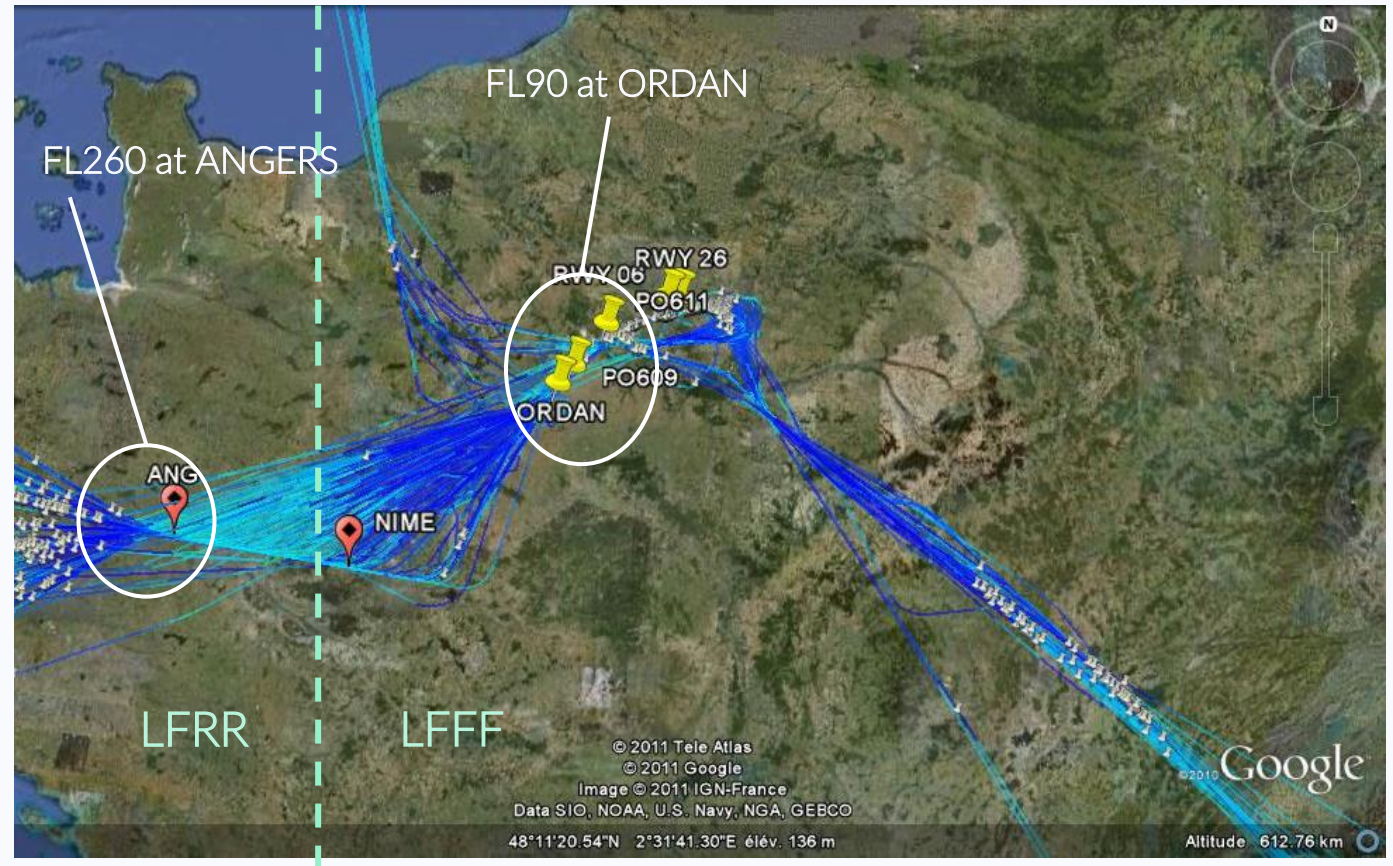 N
FL90 at ORDAN
FL260 at ANGERS
RWY 26
RWY 06
PO611
PO609
ORDAN
ANG
NIME
LFRR
LFFF
© 2011 Tele Atlas
© 2011 Google
Image © 2011 IGN-France
Data SIO, NOAA, U.S. Navy, NGA, GEBCO
©2010 Google
48°11'20.54"N 2°31'41.30"E élév. 136 m
Altitude 612.76 km